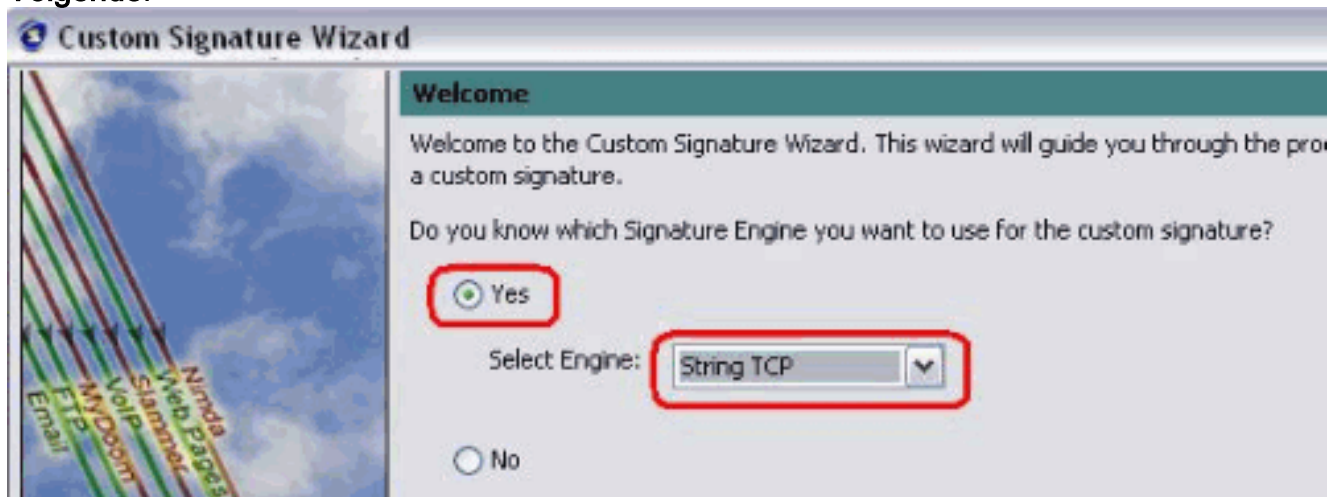 Volgende.
Custom Signature Wizard
Welcome
Welcome to the Custom Signature Wizard. This wizard will guide you through the pro
a custom signature.
Do you know which Signature Engine you want to use for the custom signature?
Yes
Select Engine: String TCP
No
Email
FTP
MyDoom
VoIP
Slammer
Web Pages
Nimda